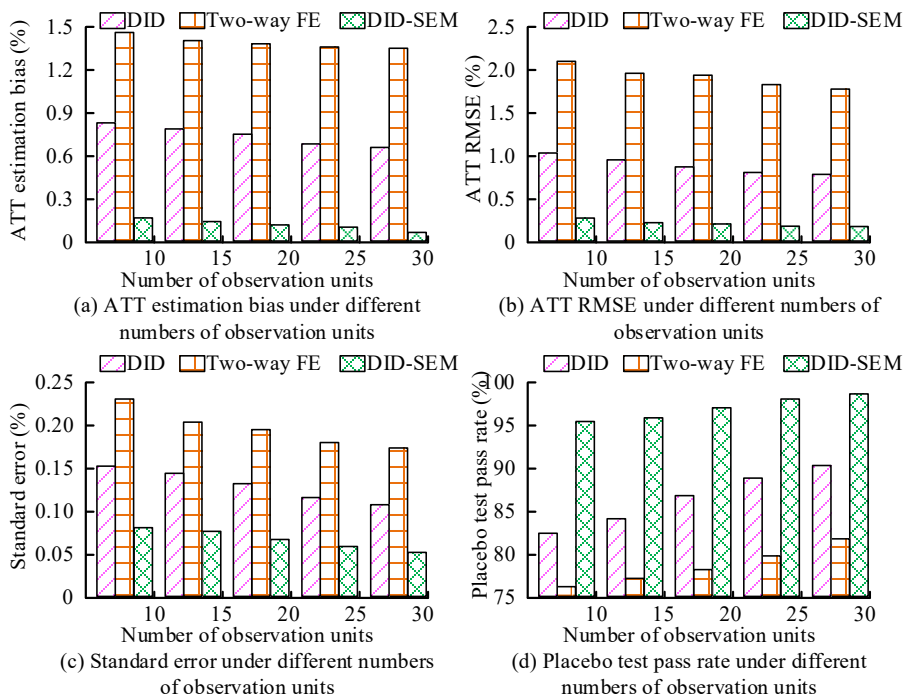 DID Two-way FE DID-SEM
1.5
1.2
0.9
0.6
0.3
0
ATT estimation bias (%)
10 15 20 25 30
Number of observation units
(a) ATT estimation bias under different
numbers of observation units
DID Two-way FE DID-SEM
2.5
2.0
1.5
1.0
0.5
0
ATT RMSE (%)
10 15 20 25 30
Number of observation units
(b) ATT RMSE under different numbers of
observation units
DID Two-way FE DID-SEM
0.25
0.20
0.15
0.10
0.05
0
Standard error (%)
10 15 20 25 30
Number of observation units
(c) Standard error under different numbers
of observation units
DID Two-way FE DID-SEM
00
95
90
85
80
75
Placebo test pass rate (%)
10 15 20 25 30
Number of observation units
(d) Placebo test pass rate under different
numbers of observation units